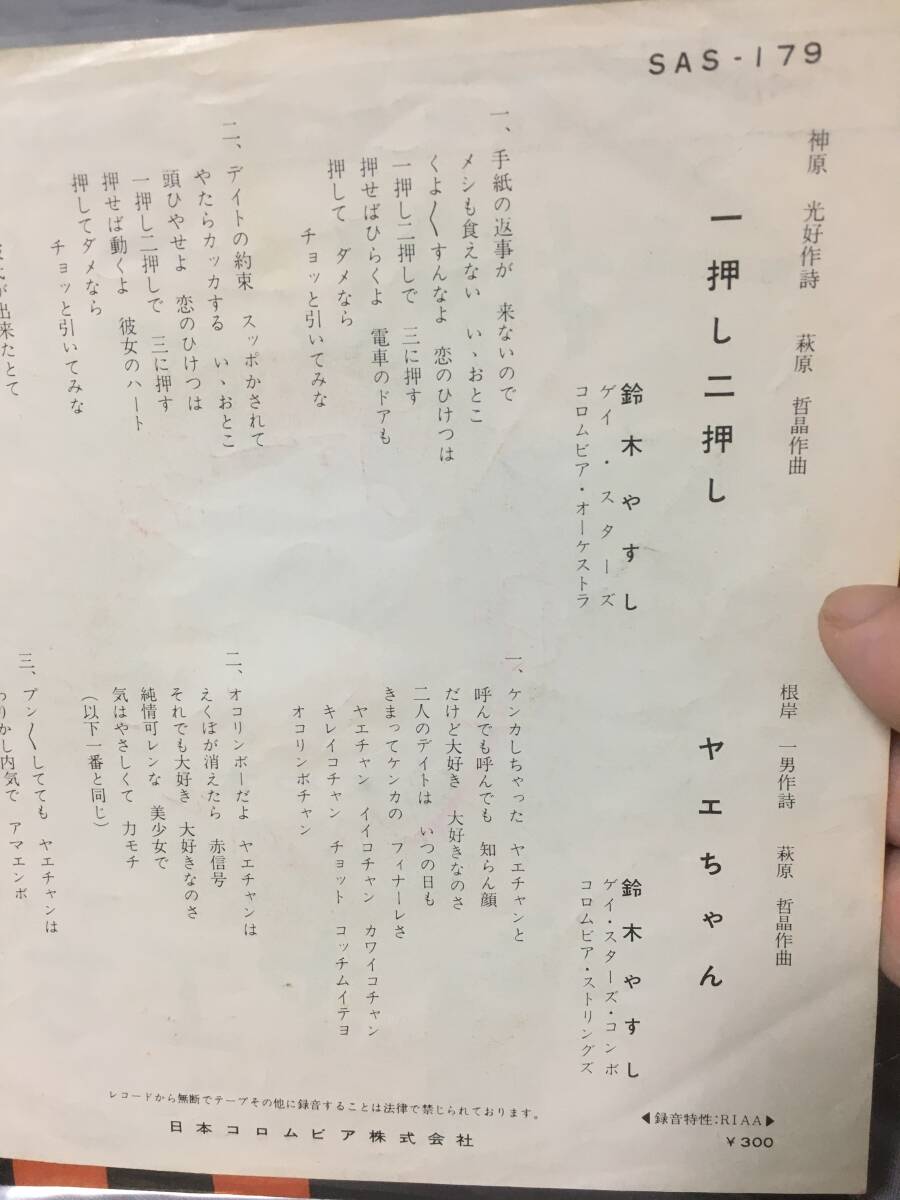 SAS-179
神原 光好作詩 萩原 哲晶作曲
一押し二押し
鈴木やすし
ゲイ・スターズ
コロムビア・オーケストラ
一、手紙の返事が 来ないので
メシも食えない いゝおとこ
くよ〱すんなよ 恋のひけつは
一押し二押しで 三に押す
押せばひらくよ 電車のドアも
押して ダメなら
チョッと引いてみな
二、デイトの約束 スッポかされて
やたらカッカする いゝおとこ
頭ひやせよ 恋のひけつは
一押し二押しで 三に押す
押せば動くよ 彼女のハート
押してダメなら
チョッと引いてみな
が出来たとて
根岸 一男作詩 萩原 哲晶作曲
ヤエちゃん
鈴木やすし
ゲイ・スターズ・コンボ
コロムビア・ストリングズ
一、ケンカしちゃった ヤエチャンと
呼んでも呼んでも 知らん顔
だけど大好き 大好きなのさ
二人のデイトは いつの日も
きまってケンカの フィナーレさ
ヤエチャン イイコチャン カワイコチャン
キレイコチャン チョット コッチムイテヨ
オコリンボチャン
二、オコリンボーだよ ヤエチャンは
えくぼが消えたら 赤信号
それでも大好き 大好きなのさ
純情可レンな 美少女で
気はやさしくて 力モチ
（以下一番と同じ）
三、プン〱してても ヤエチャンは
りかし内気で アマエンボ
レコードから無断でテープその他に録音することは法律で禁じられております。
日本コロムビア株式会社
◀録音特性:RIAA▶
¥300